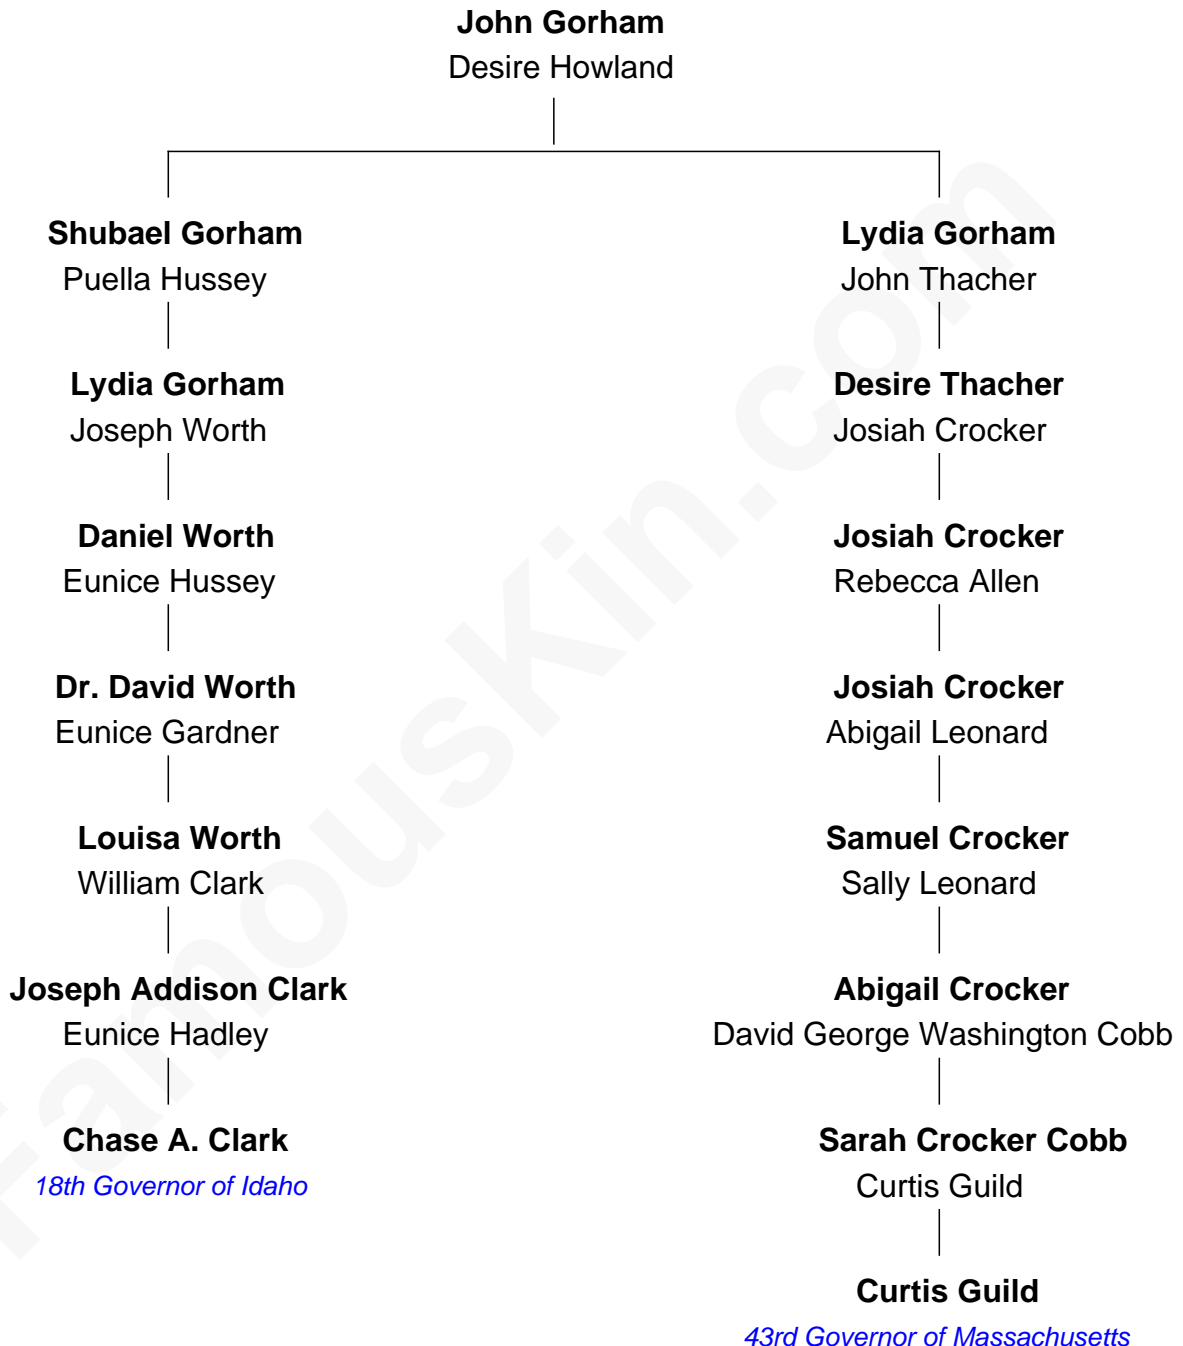 John Gorham
Desire Howland
Shubael Gorham
Puella Hussey
Lydia Gorham
John Thacher
Lydia Gorham
Joseph Worth
Desire Thacher
Josiah Crocker
Daniel Worth
Eunice Hussey
Josiah Crocker
Rebecca Allen
Dr. David Worth
Eunice Gardner
Josiah Crocker
Abigail Leonard
Louisa Worth
William Clark
Samuel Crocker
Sally Leonard
Joseph Addison Clark
Eunice Hadley
Abigail Crocker
David George Washington Cobb
Chase A. Clark
18th Governor of Idaho
Sarah Crocker Cobb
Curtis Guild
Curtis Guild
43rd Governor of Massachusetts
FamousKin.com